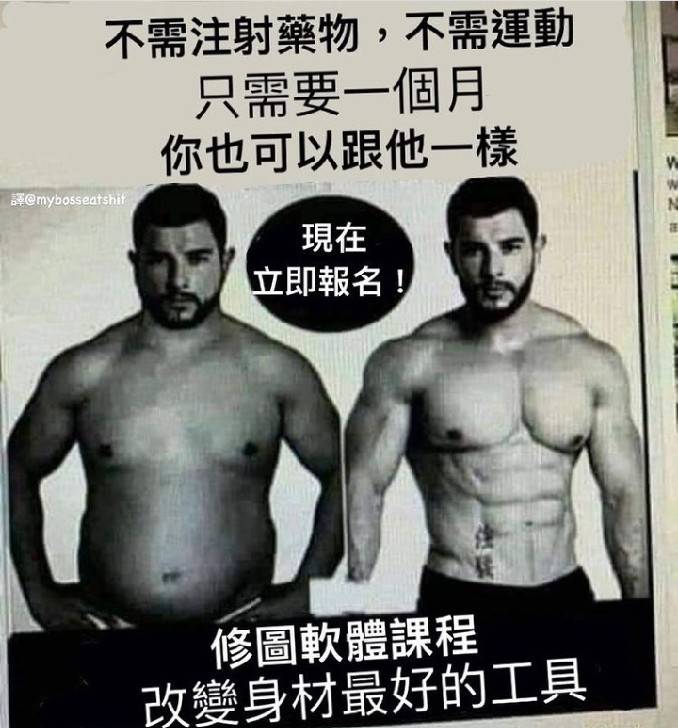 不需注射藥物,不需運動
只需要一個月
你也可以跟他一樣
譯@mybosseatshit
現在
立即報名!
修圖軟體課程
改變身材最好的工具